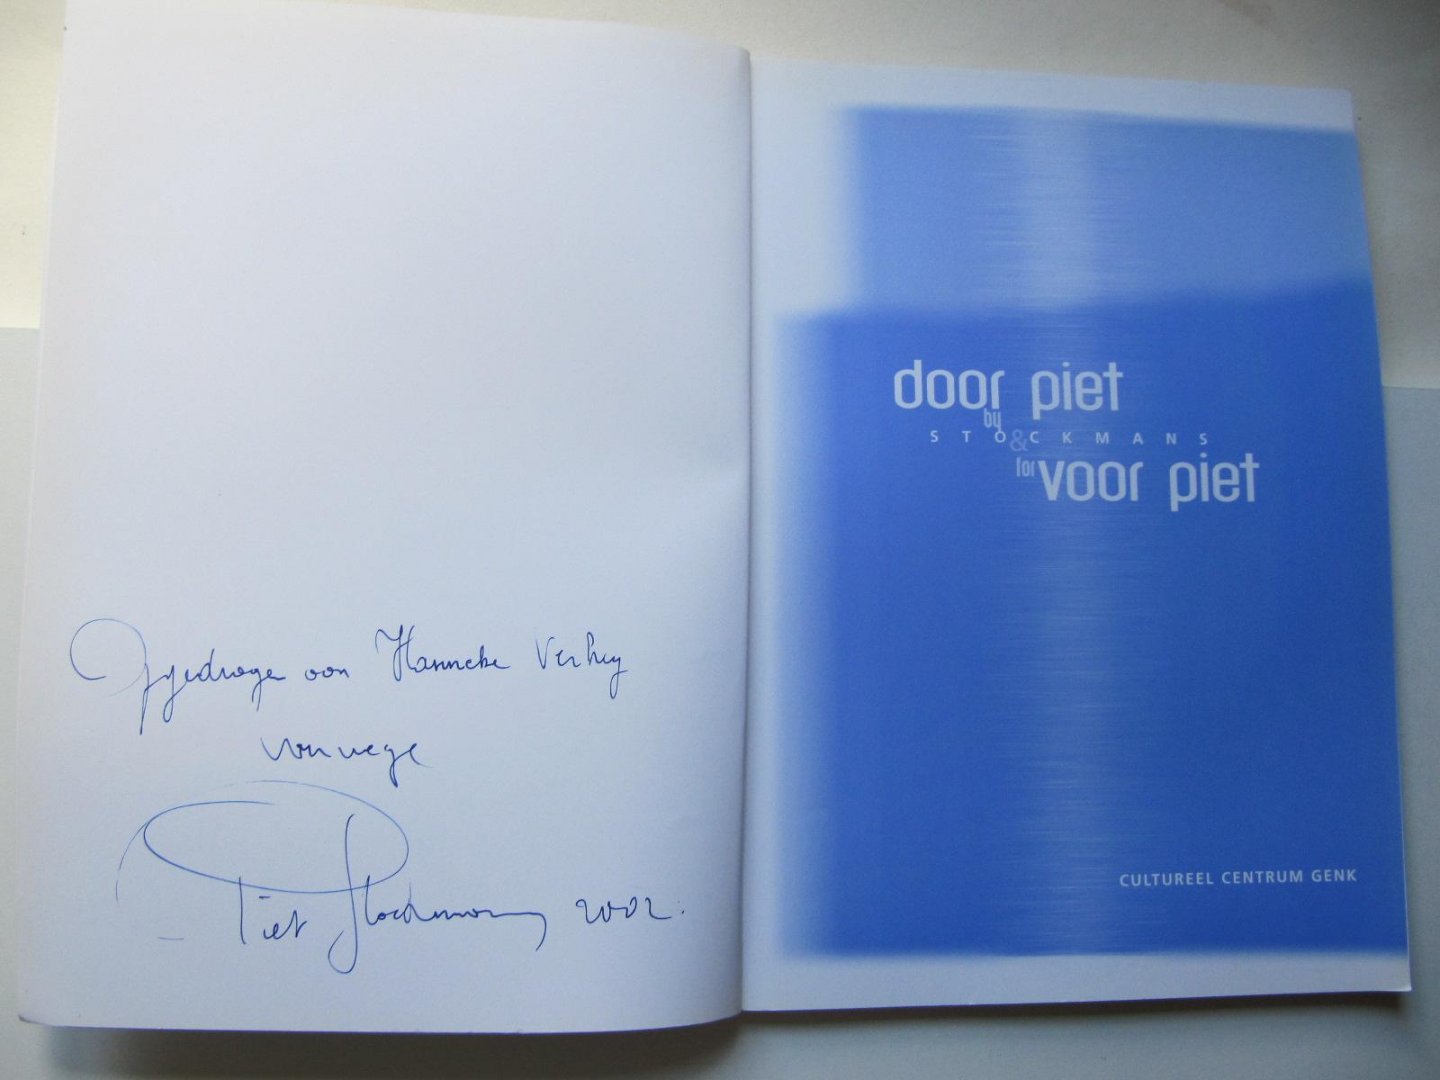 Opgedragen aan Hanneke Verhey
vanwege
Piet Stockmans 2002.
door piet
by
STOCKMANS
&
for voor piet
CULTUREEL CENTRUM GENK